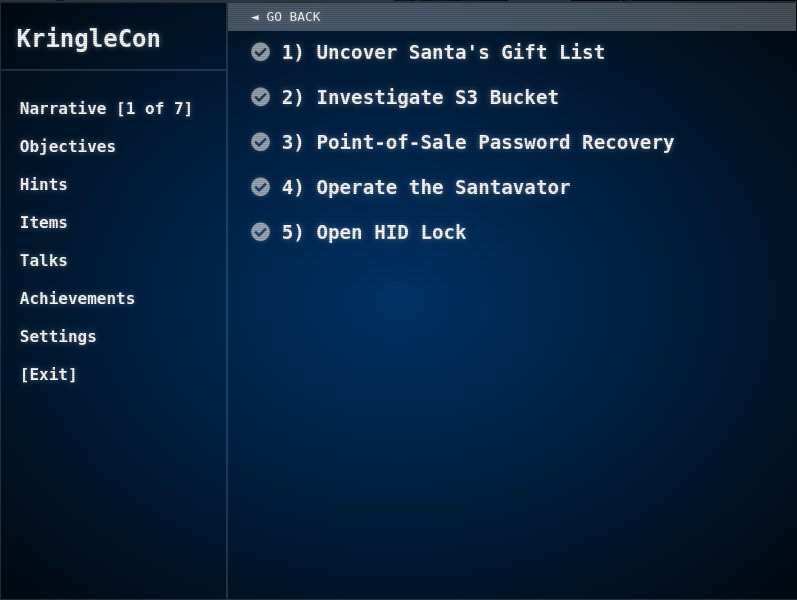 KringleCon
Narrative [1 of 7]
Objectives
Hints
Items
Talks
Achievements
Settings
[Exit]
◄ GO BACK
1) Uncover Santa's Gift List
2) Investigate S3 Bucket
3) Point-of-Sale Password Recovery
4) Operate the Santavator
5) Open HID Lock